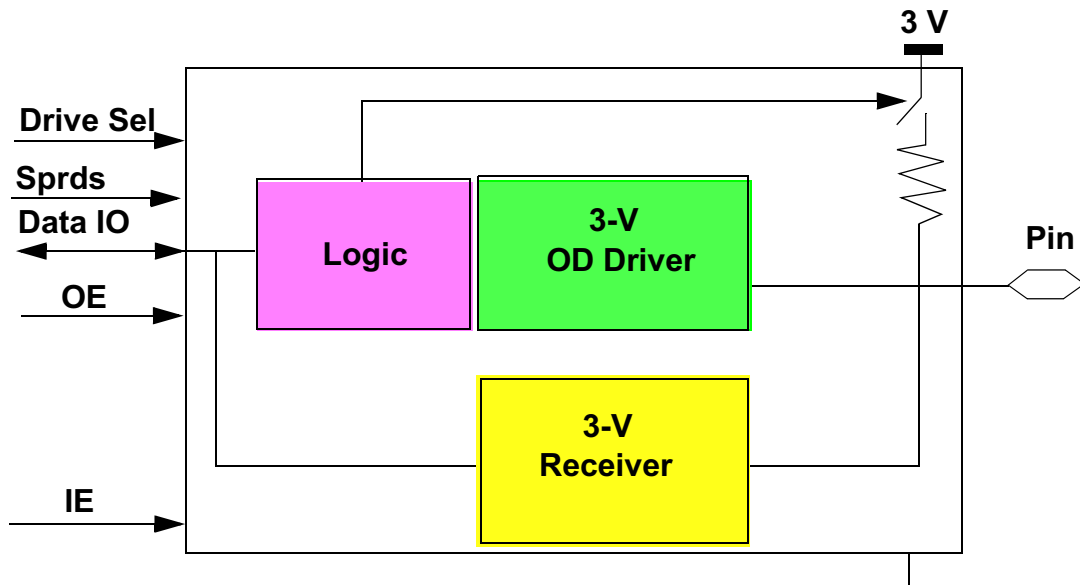 3 V
Drive Sel
Sprds
Data IO
OE
IE
Logic
3-V
OD Driver
3-V
Receiver
Pin